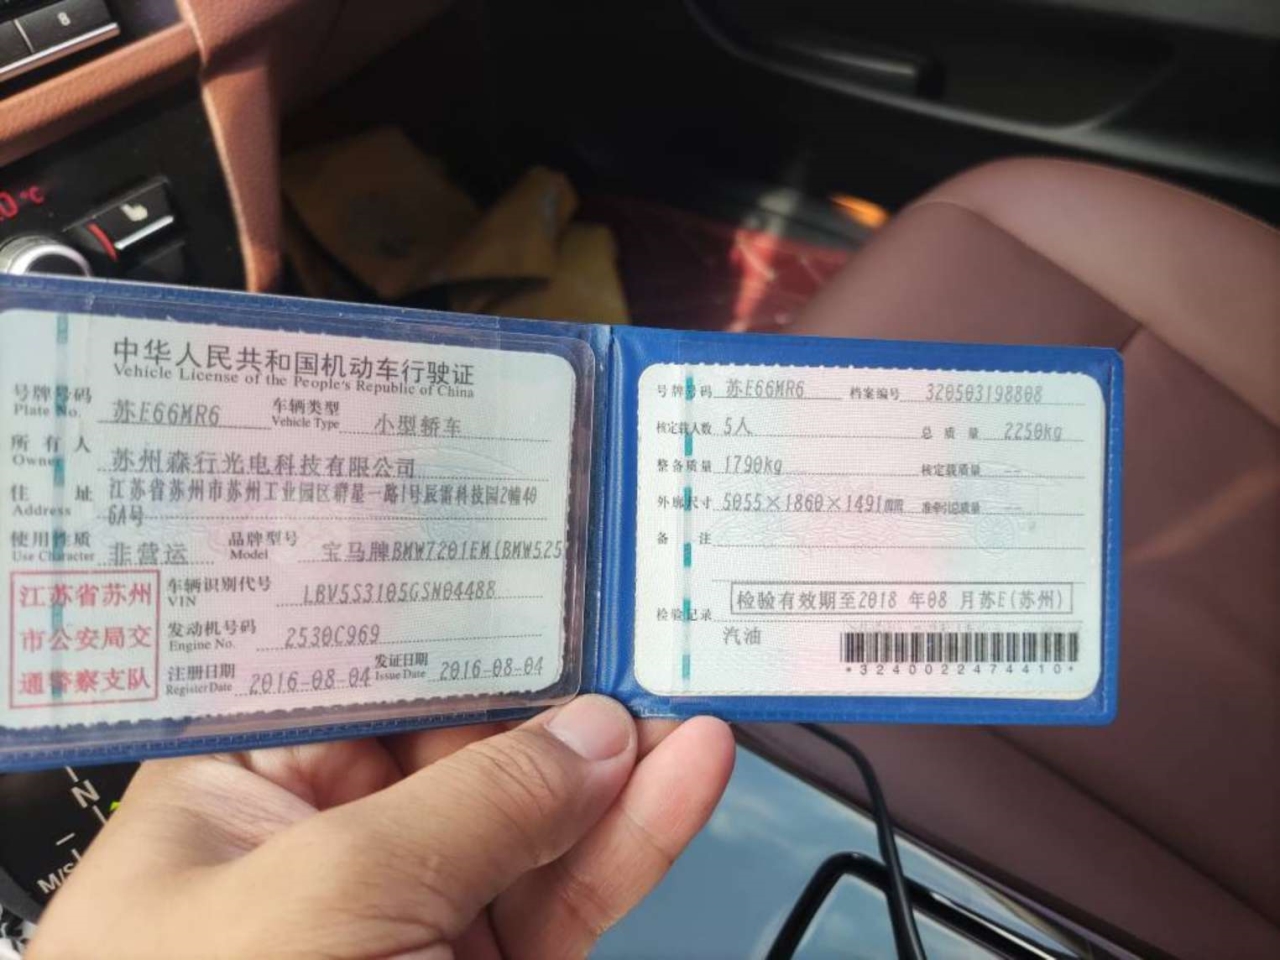 8
0°C
中华人民共和国机动车行驶证
Vehicle License of the People's Republic of China
号牌号码 苏E66MR6 车辆类型 小型轿车
Plate No. Vehicle Type
所有人 苏州森行光电科技有限公司
Owner
住址 江苏省苏州市苏州工业园区群星一路1号辰雷科技园2幢40
Address 6A号
使用性质 非营运 品牌型号 宝马牌BMW7201EM(BMW525
Use Character Model
江苏省苏州
市公安局交
通警察支队
车辆识别代号 LBV5S3105GSM04488
VIN
发动机号码 2530C969
Engine No.
注册日期 2016-08-04 发证日期 2016-08-04
Register Date Issue Date
号牌号码 苏E66MR6 档案编号 320503198808
核定载人数 5人 总质量 2250kg
整备质量 1790kg 核定载质量 --
外廓尺寸 5055×1860×1491mm 准牵引总质量 --
备注
检验记录 检验有效期至2018 年08 月苏E(苏州)
汽油
*3240022474410*
N
M/S